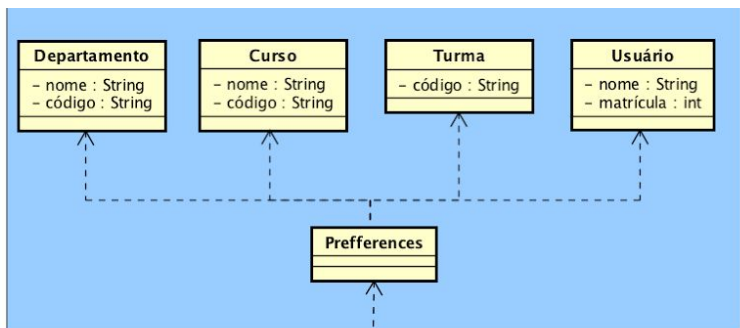 Departamento
- nome : String
- código : String
Curso
- nome : String
- código : String
Turma
- código : String
Usuário
- nome : String
- matrícula : int
Prefferences